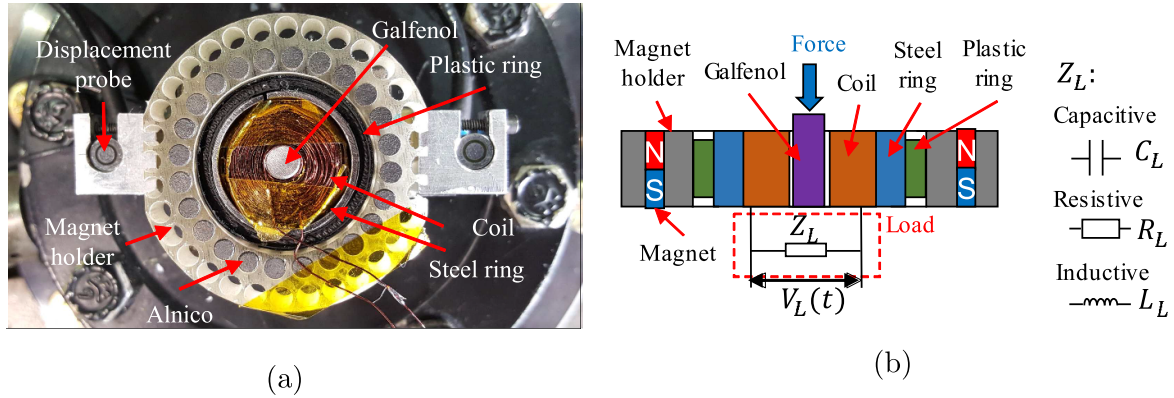 Galfenol
Displacement
probe
Plastic ring
Magnet
holder
Coil
Steel ring
Alnico
(a)
Force
Magnet
holder
Galfenol
Coil
Steel
ring
Plastic
ring
N
S
N
S
Magnet
Z_L
Load
V_L(t)
Z_L:
Capacitive
C_L
Resistive
R_L
Inductive
L_L
(b)